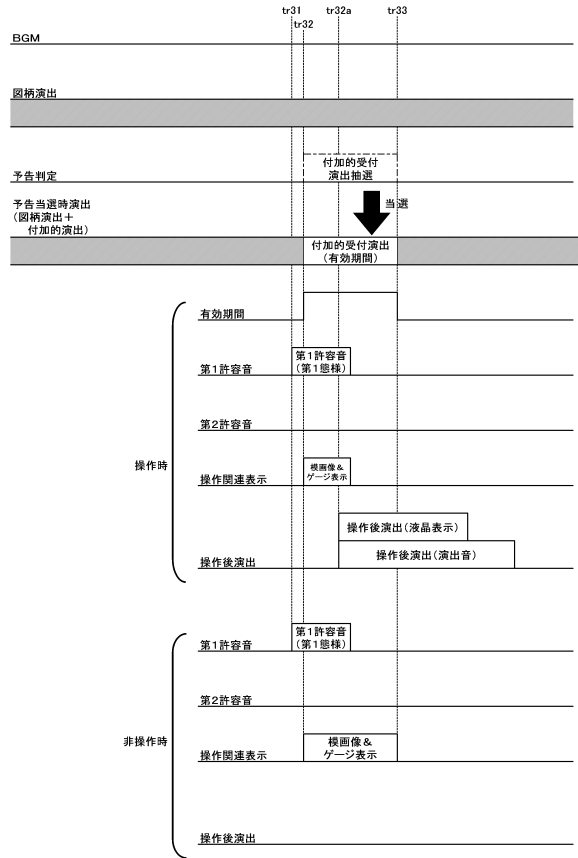 tr31
tr32a
tr33
tr32
BGM
図柄演出
付加的受付
演出抽選
予告判定
当選
予告当選時演出
(図柄演出＋
付加的演出)
付加的受付演出
(有効期間)
有効期間
第1許容音
(第1態様)
第1許容音
第2許容音
操作時
模画像＆
ゲージ表示
操作関連表示
操作後演出(液晶表示)
操作後演出(演出音)
操作後演出
第1許容音
(第1態様)
第1許容音
第2許容音
非操作時
模画像＆
ゲージ表示
操作関連表示
操作後演出